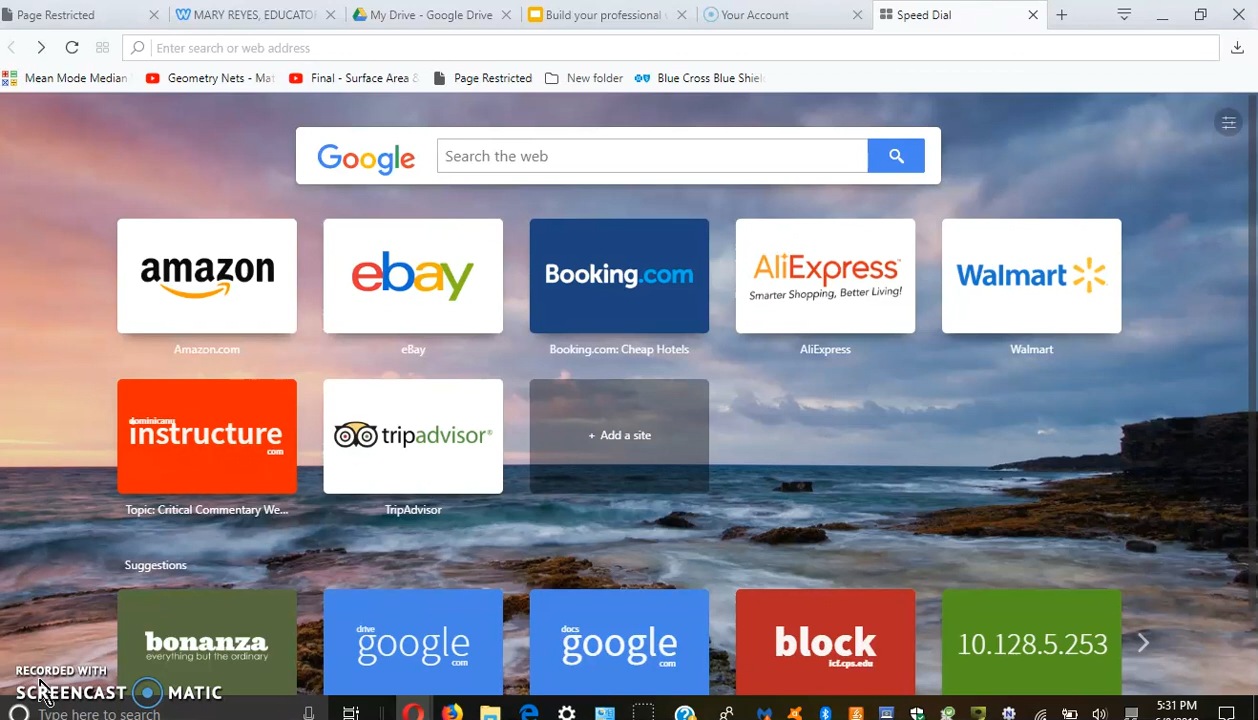 Page Restricted
MARY REYES, EDUCATOR
My Drive - Google Drive
Build your professional
Your Account
Speed Dial
Enter search or web address
Mean Mode Median
Geometry Nets - Mat
Final - Surface Area &
Page Restricted
New folder
Blue Cross Blue Shiel
Google
Search the web
amazon
ebay
Booking.com
AliExpress
Smarter Shopping, Better Living!
Walmart
Amazon.com
eBay
Booking.com: Cheap Hotels
AliExpress
Walmart
dominicanu
instructure
com
tripadvisor®
+ Add a site
Topic: Critical Commentary We...
TripAdvisor
Suggestions
bonanza
everything but the ordinary
drive
google
com
docs
google
com
block
lcf.cps.edu
10.128.5.253
RECORDED WITH
SCREENCAST MATIC
Type here to search
5:31 PM